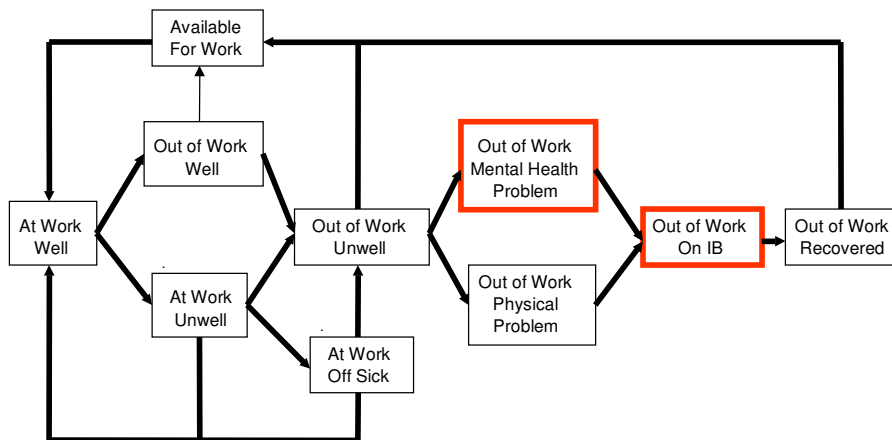 Available
For Work
Out of Work
Well
At Work
Well
At Work
Unwell
Out of Work
Unwell
At Work
Off Sick
Out of Work
Mental Health
Problem
Out of Work
Physical
Problem
Out of Work
On IB
Out of Work
Recovered